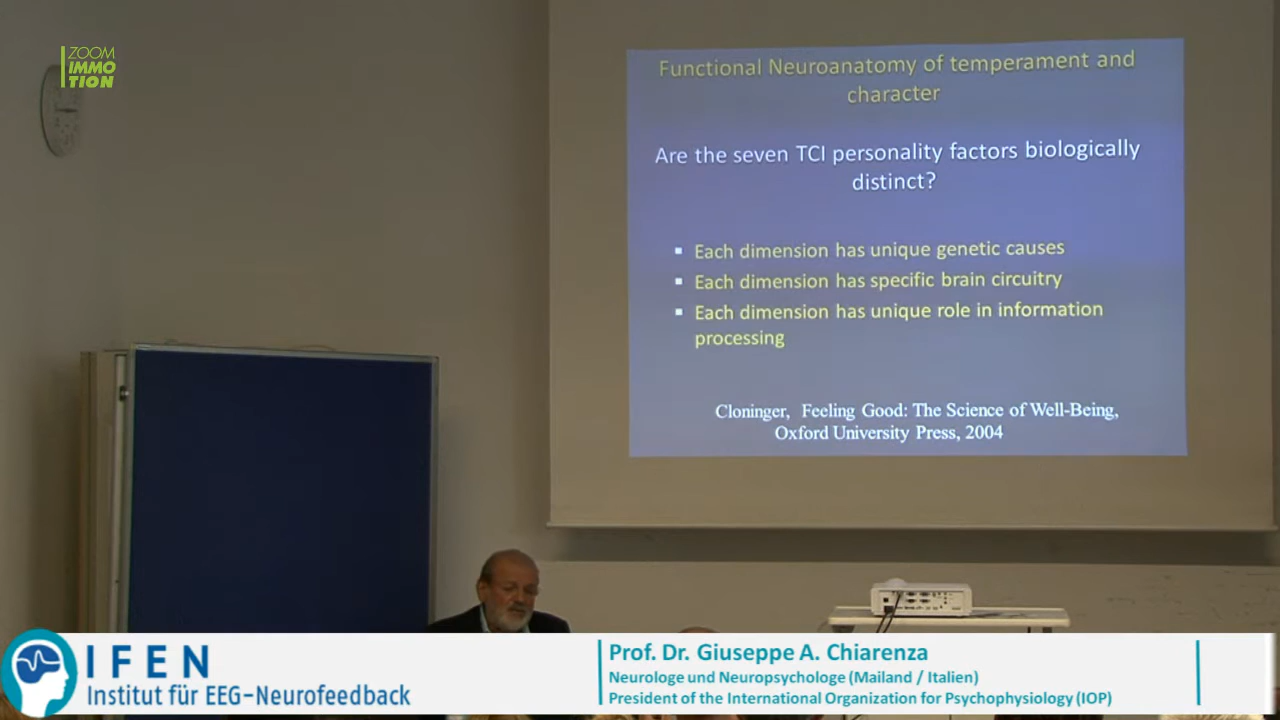 ZOOM
IMMO
TION
Functional Neuroanatomy of temperament and
character
Are the seven TCI personality factors biologically
distinct?
▪ Each dimension has unique genetic causes
▪ Each dimension has specific brain circuitry
▪ Each dimension has unique role in information
processing
Cloninger, Feeling Good: The Science of Well-Being,
Oxford University Press, 2004
IFEN
Institut für EEG-Neurofeedback
Prof. Dr. Giuseppe A. Chiarenza
Neurologe und Neuropsychologe (Mailand / Italien)
President of the International Organization for Psychophysiology (IOP)